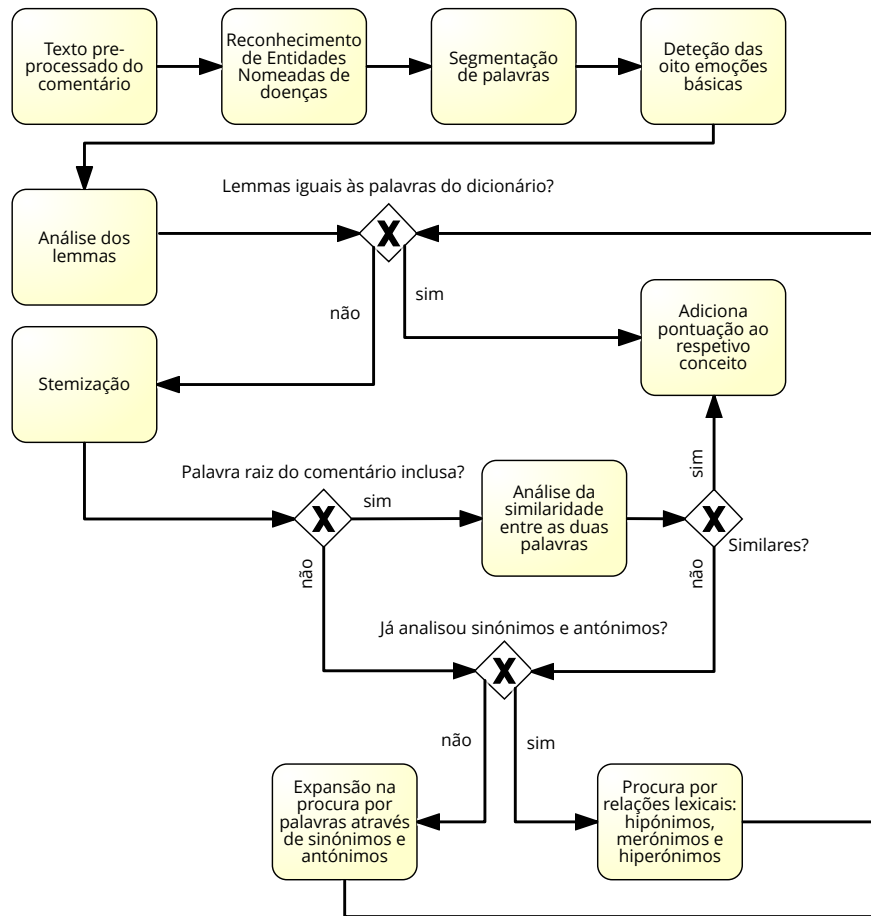 Texto pre-
processado do
comentário
Reconhecimento
de Entidades
Nomeadas de
doenças
Segmentação
de palavras
Deteção das
oito emoções
básicas
Análise dos
lemmas
Lemmas iguais às palavras do dicionário?
não
sim
Adiciona
pontuação ao
respetivo
conceito
Stemização
Palavra raiz do comentário inclusa?
sim
não
Análise da
similaridade
entre as duas
palavras
sim
Similares?
não
Já analisou sinónimos e antónimos?
não
sim
Expansão na
procura por
palavras através
de sinónimos e
antónimos
Procura por
relações lexicais:
hipónimos,
merónimos e
hiperónimos